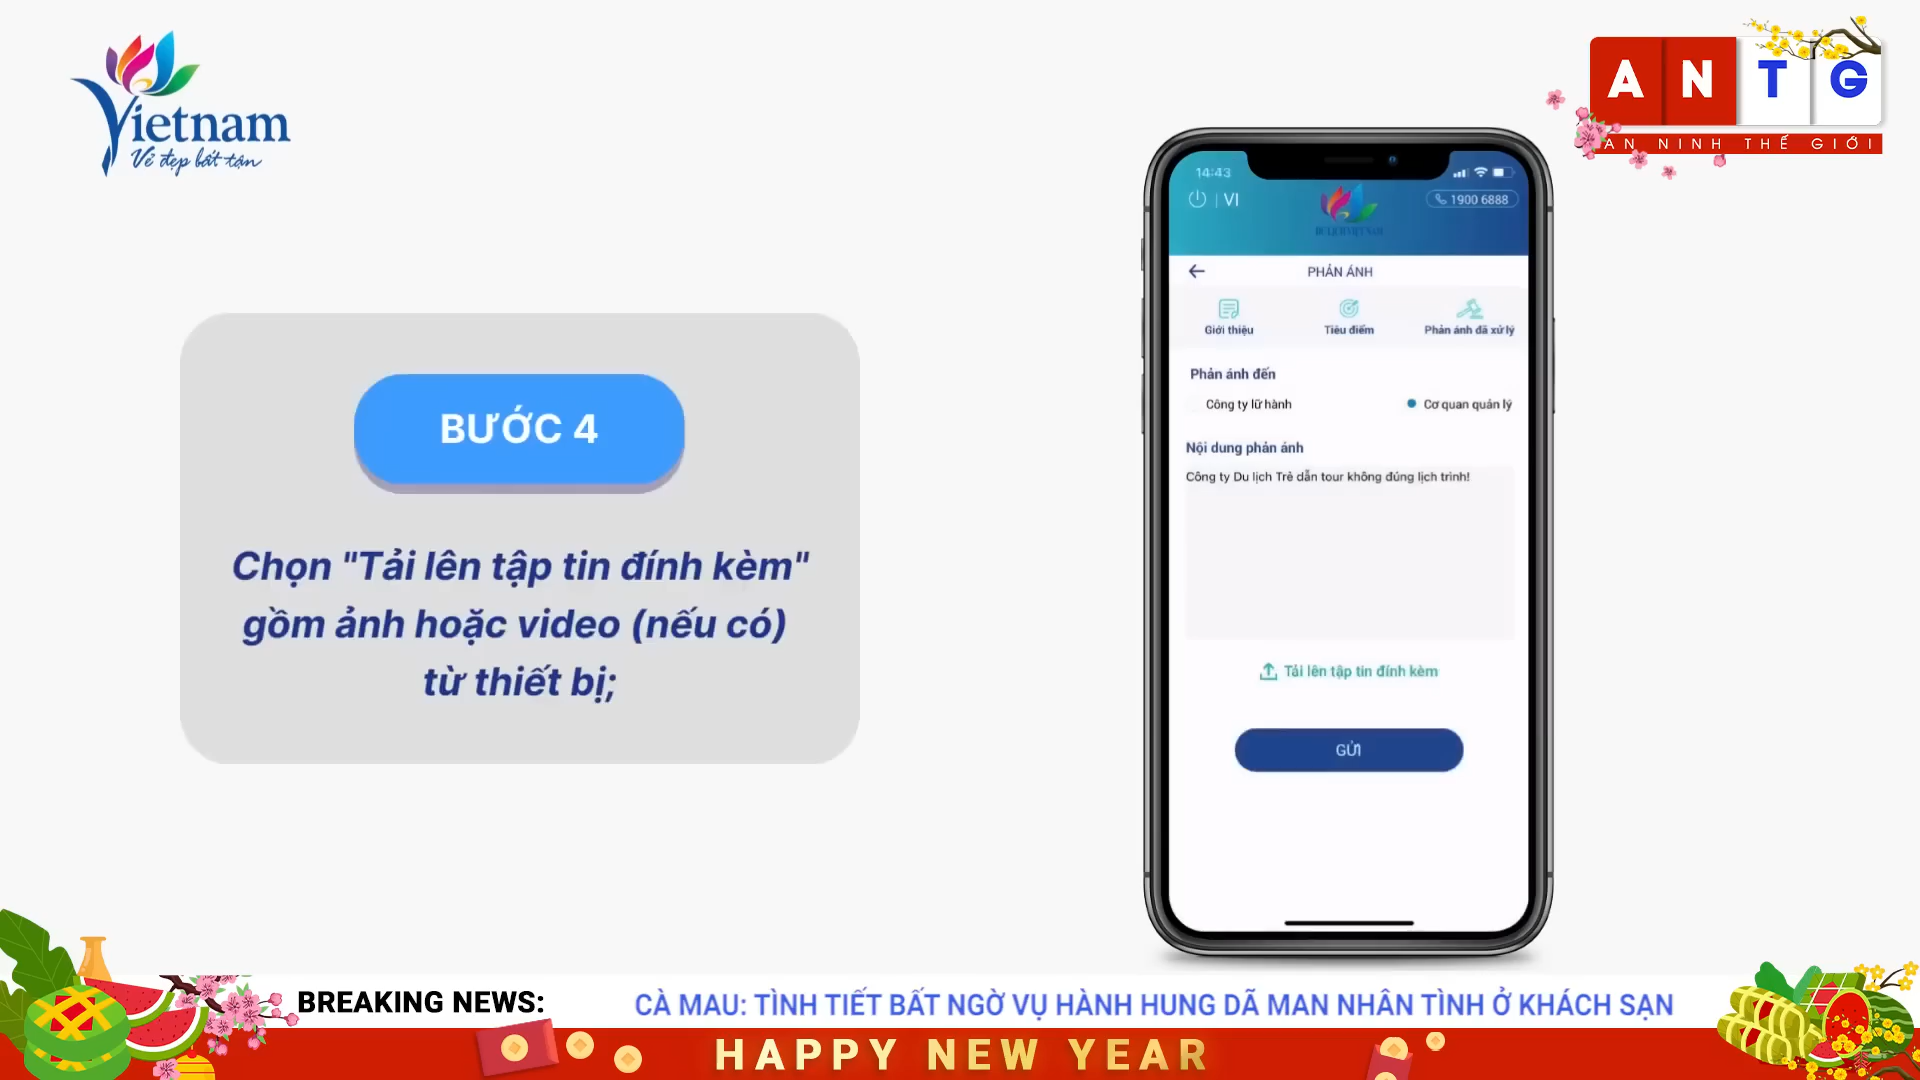 Vietnam
Vẻ đẹp bất tận
ANTG
AN NINH THẾ GIỚI
BƯỚC 4
Chọn "Tải lên tập tin đính kèm"
gồm ảnh hoặc video (nếu có)
từ thiết bị;
14:43
VI
1900 6888
PHẢN ÁNH
Giới thiệu
Tiêu điểm
Phản ánh đã xử lý
Phản ánh đến
Công ty lữ hành
Cơ quan quản lý
Nội dung phản ánh
Công ty Du lịch Trẻ dẫn tour không đúng lịch trình!
Tải lên tập tin đính kèm
GỬI
BREAKING NEWS:
CÀ MAU: TÌNH TIẾT BẤT NGỜ VỤ HÀNH HUNG DÃ MAN NHÂN TÌNH Ở KHÁCH SẠN
HAPPY NEW YEAR